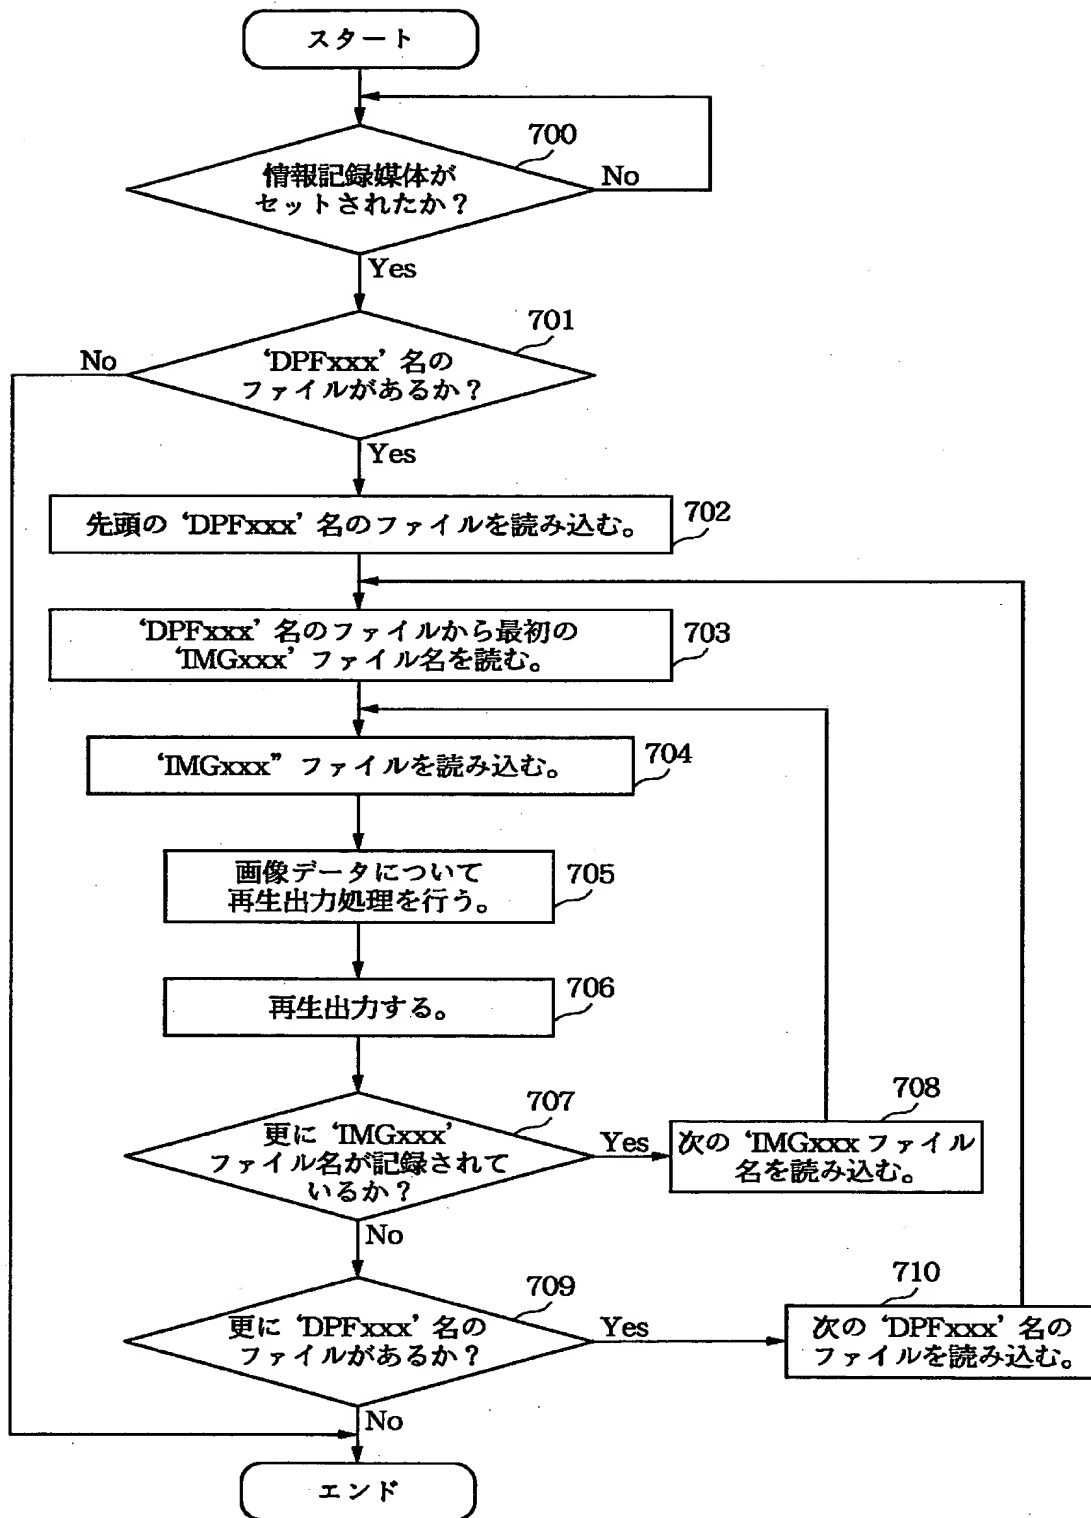 スタート
700
情報記録媒体が
セットされたか？
No
Yes
701
'DPFxxx' 名の
ファイルがあるか？
No
Yes
先頭の 'DPFxxx' 名のファイルを読み込む。
702
'DPFxxx' 名のファイルから最初の
'IMGxxx' ファイル名を読む。
703
'IMGxxx” ファイルを読み込む。
704
画像データについて
再生出力処理を行う。
705
再生出力する。
706
707
更に 'IMGxxx'
ファイル名が記録されて
いるか？
Yes
708
次の 'IMGxxx ファイル
名を読み込む。
No
709
更に 'DPFxxx' 名の
ファイルがあるか？
Yes
710
次の 'DPFxxx' 名の
ファイルを読み込む。
No
エンド